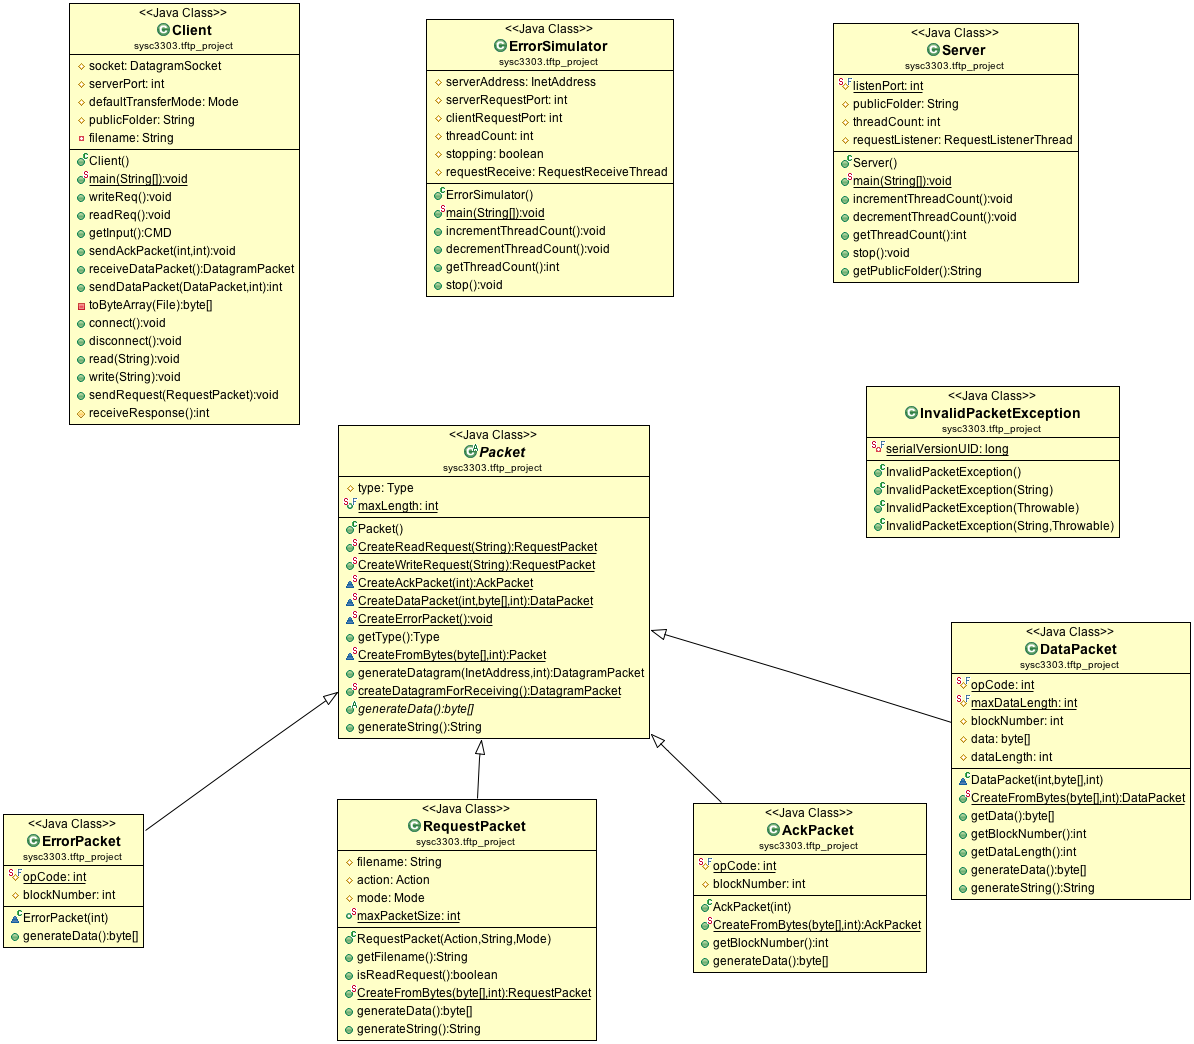 <<Java Class>>
Client
sysc3303.tftp_project
socket: DatagramSocket
serverPort: int
defaultTransferMode: Mode
publicFolder: String
filename: String
Client()
main(String[]):void
writeReq():void
readReq():void
getInput():CMD
sendAckPacket(int,int):void
receiveDataPacket():DatagramPacket
sendDataPacket(DataPacket,int):int
toByteArray(File):byte[]
connect():void
disconnect():void
read(String):void
write(String):void
sendRequest(RequestPacket):void
receiveResponse():int
<<Java Class>>
ErrorSimulator
sysc3303.tftp_project
serverAddress: InetAddress
serverRequestPort: int
clientRequestPort: int
threadCount: int
stopping: boolean
requestReceive: RequestReceiveThread
ErrorSimulator()
main(String[]):void
incrementThreadCount():void
decrementThreadCount():void
getThreadCount():int
stop():void
<<Java Class>>
Server
sysc3303.tftp_project
listenPort: int
publicFolder: String
threadCount: int
requestListener: RequestListenerThread
Server()
main(String[]):void
incrementThreadCount():void
decrementThreadCount():void
getThreadCount():int
stop():void
getPublicFolder():String
<<Java Class>>
InvalidPacketException
sysc3303.tftp_project
serialVersionUID: long
InvalidPacketException()
InvalidPacketException(String)
InvalidPacketException(Throwable)
InvalidPacketException(String,Throwable)
<<Java Class>>
Packet
sysc3303.tftp_project
type: Type
maxLength: int
Packet()
CreateReadRequest(String):RequestPacket
CreateWriteRequest(String):RequestPacket
CreateAckPacket(int):AckPacket
CreateDataPacket(int,byte[],int):DataPacket
CreateErrorPacket():void
getType():Type
CreateFromBytes(byte[],int):Packet
generateDatagram(InetAddress,int):DatagramPacket
createDatagramForReceiving():DatagramPacket
generateData():byte[]
generateString():String
<<Java Class>>
DataPacket
sysc3303.tftp_project
opCode: int
maxDataLength: int
blockNumber: int
data: byte[]
dataLength: int
DataPacket(int,byte[],int)
CreateFromBytes(byte[],int):DataPacket
getData():byte[]
getBlockNumber():int
getDataLength():int
generateData():byte[]
generateString():String
<<Java Class>>
ErrorPacket
sysc3303.tftp_project
opCode: int
blockNumber: int
ErrorPacket(int)
generateData():byte[]
<<Java Class>>
RequestPacket
sysc3303.tftp_project
filename: String
action: Action
mode: Mode
maxPacketSize: int
RequestPacket(Action,String,Mode)
getFilename():String
isReadRequest():boolean
CreateFromBytes(byte[],int):RequestPacket
generateData():byte[]
generateString():String
<<Java Class>>
AckPacket
sysc3303.tftp_project
opCode: int
blockNumber: int
AckPacket(int)
CreateFromBytes(byte[],int):AckPacket
getBlockNumber():int
generateData():byte[]